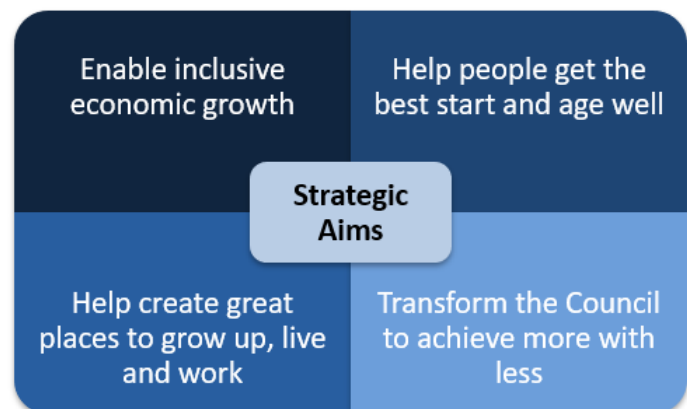 Enable inclusive
economic growth
Help people get the
best start and age well
Strategic
Aims
Help create great
places to grow up, live
and work
Transform the Council
to achieve more with
less